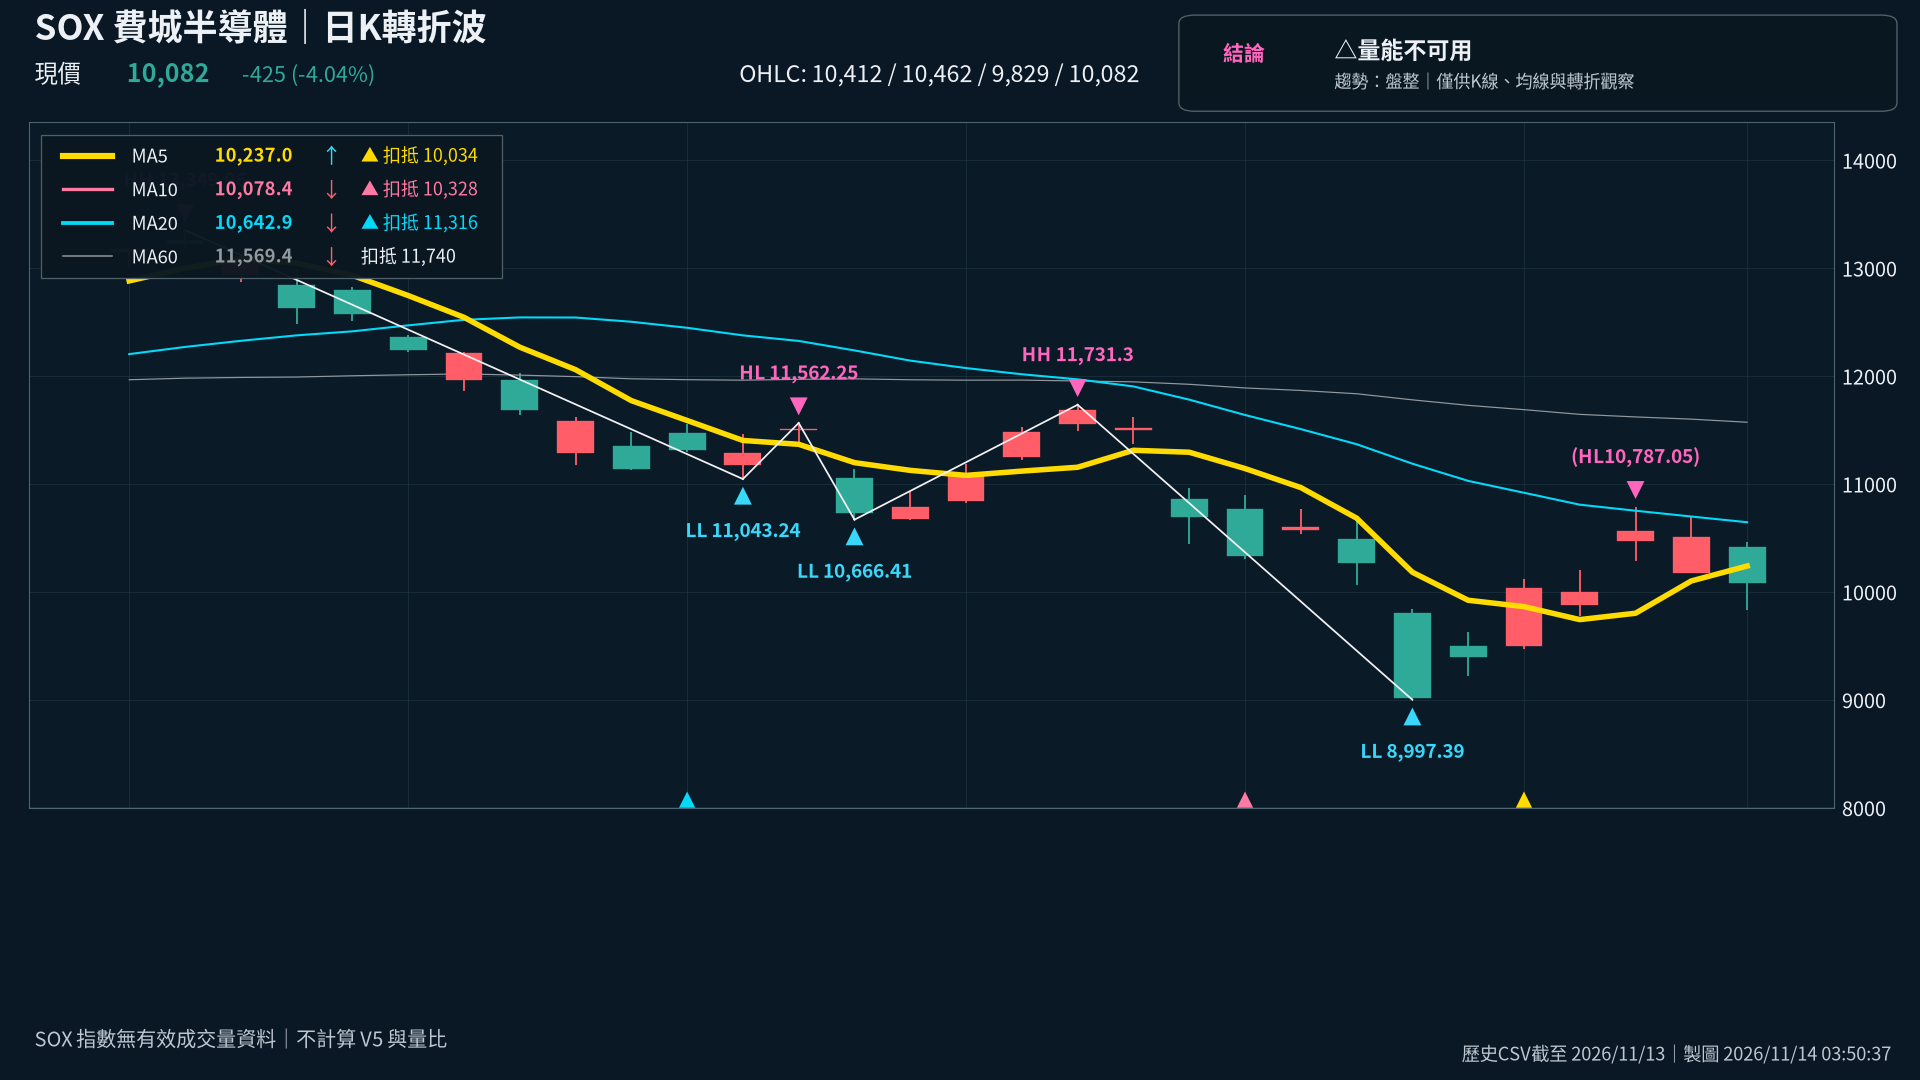 SOX 費城半導體｜日K轉折波
現價 10,082 -425 (-4.04%)
OHLC: 10,412 / 10,462 / 9,829 / 10,082
結論
△量能不可用
趨勢：盤整｜僅供K線、均線與轉折觀察
MA5 10,237.0 ↑ ▲扣抵 10,034
MA10 10,078.4 ↓ ▲扣抵 10,328
MA20 10,642.9 ↓ ▲扣抵 11,316
MA60 11,569.4 ↓ 扣抵 11,740
14000
13000
12000
11000
10000
9000
8000
HL 11,562.25
HH 11,731.3
(HL10,787.05)
LL 11,043.24
LL 10,666.41
LL 8,997.39
SOX 指數無有效成交量資料｜不計算 V5 與量比
歷史CSV截至 2026/11/13｜製圖 2026/11/14 03:50:37